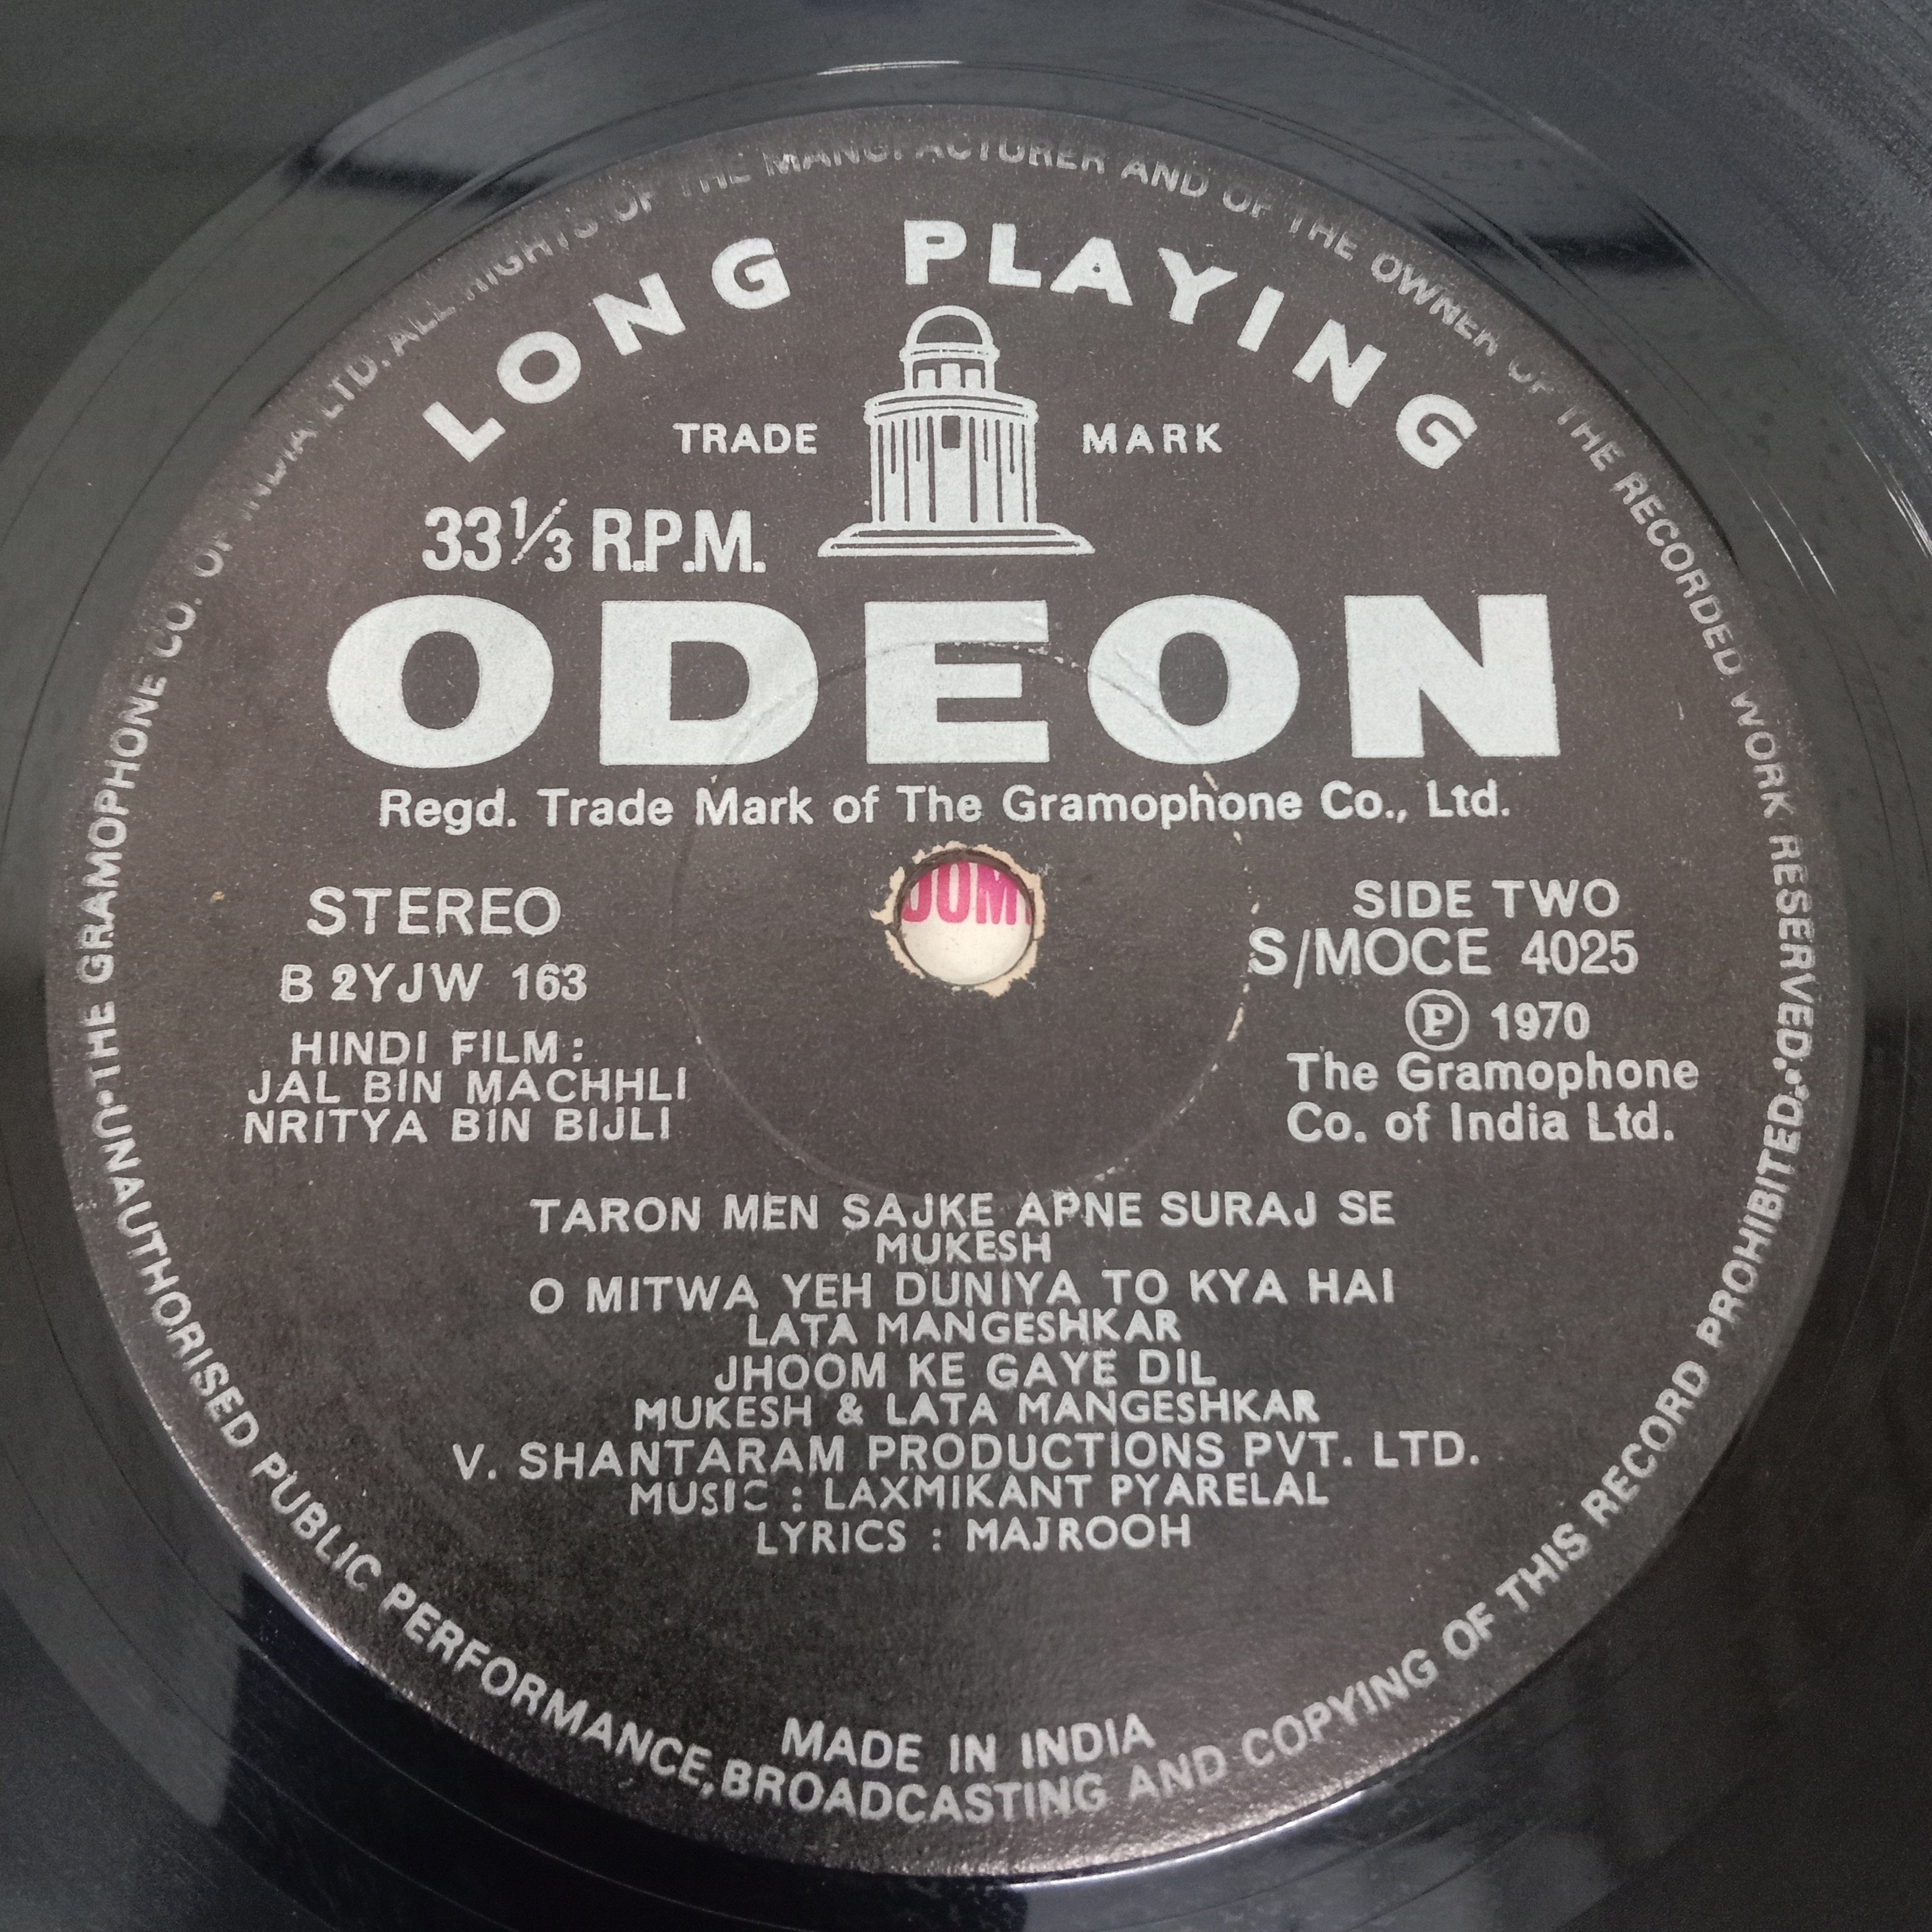 THE GRAMOPHONE CO. OF INDIA LTD. ALL RIGHTS OF THE MANUFACTURER AND OF THE OWNER OF THE RECORDED WORK RESERVED.
LONG PLAYING
TRADE MARK
33⅓ R.P.M.
ODEON
Regd. Trade Mark of The Gramophone Co., Ltd.
STEREO
B 2YJW 163
HINDI FILM :
JAL BIN MACHHLI
NRITYA BIN BIJLI
SIDE TWO
S/MOCE 4025
Ⓟ 1970
The Gramophone
Co. of India Ltd.
TARON MEN SAJKE APNE SURAJ SE
MUKESH
O MITWA YEH DUNIYA TO KYA HAI
LATA MANGESHKAR
JHOOM KE GAYE DIL
MUKESH & LATA MANGESHKAR
V. SHANTARAM PRODUCTIONS PVT. LTD.
MUSIC : LAXMIKANT PYARELAL
LYRICS : MAJROOH
MADE IN INDIA
UNAUTHORISED PUBLIC PERFORMANCE, BROADCASTING AND COPYING OF THIS RECORD PROHIBITED.